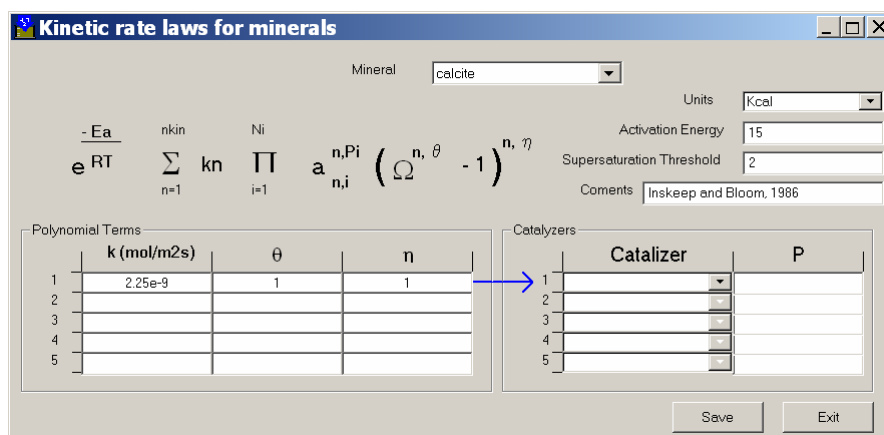 Kinetic rate laws for minerals
Mineral calcite
Units Kcal
Activation Energy 15
Supersaturation Threshold 2
Coments Inskeep and Bloom, 1986
- Ea nkin Ni
e RT Σ kn Π a n,Pi ( Ω n, θ - 1 ) n, η
n=1 i=1 n,i
Polynomial Terms
k (mol/m2s) θ η
1 2.25e-9 1 1
2
3
4
5
Catalyzers
Catalizer P
1
2
3
4
5
Save Exit